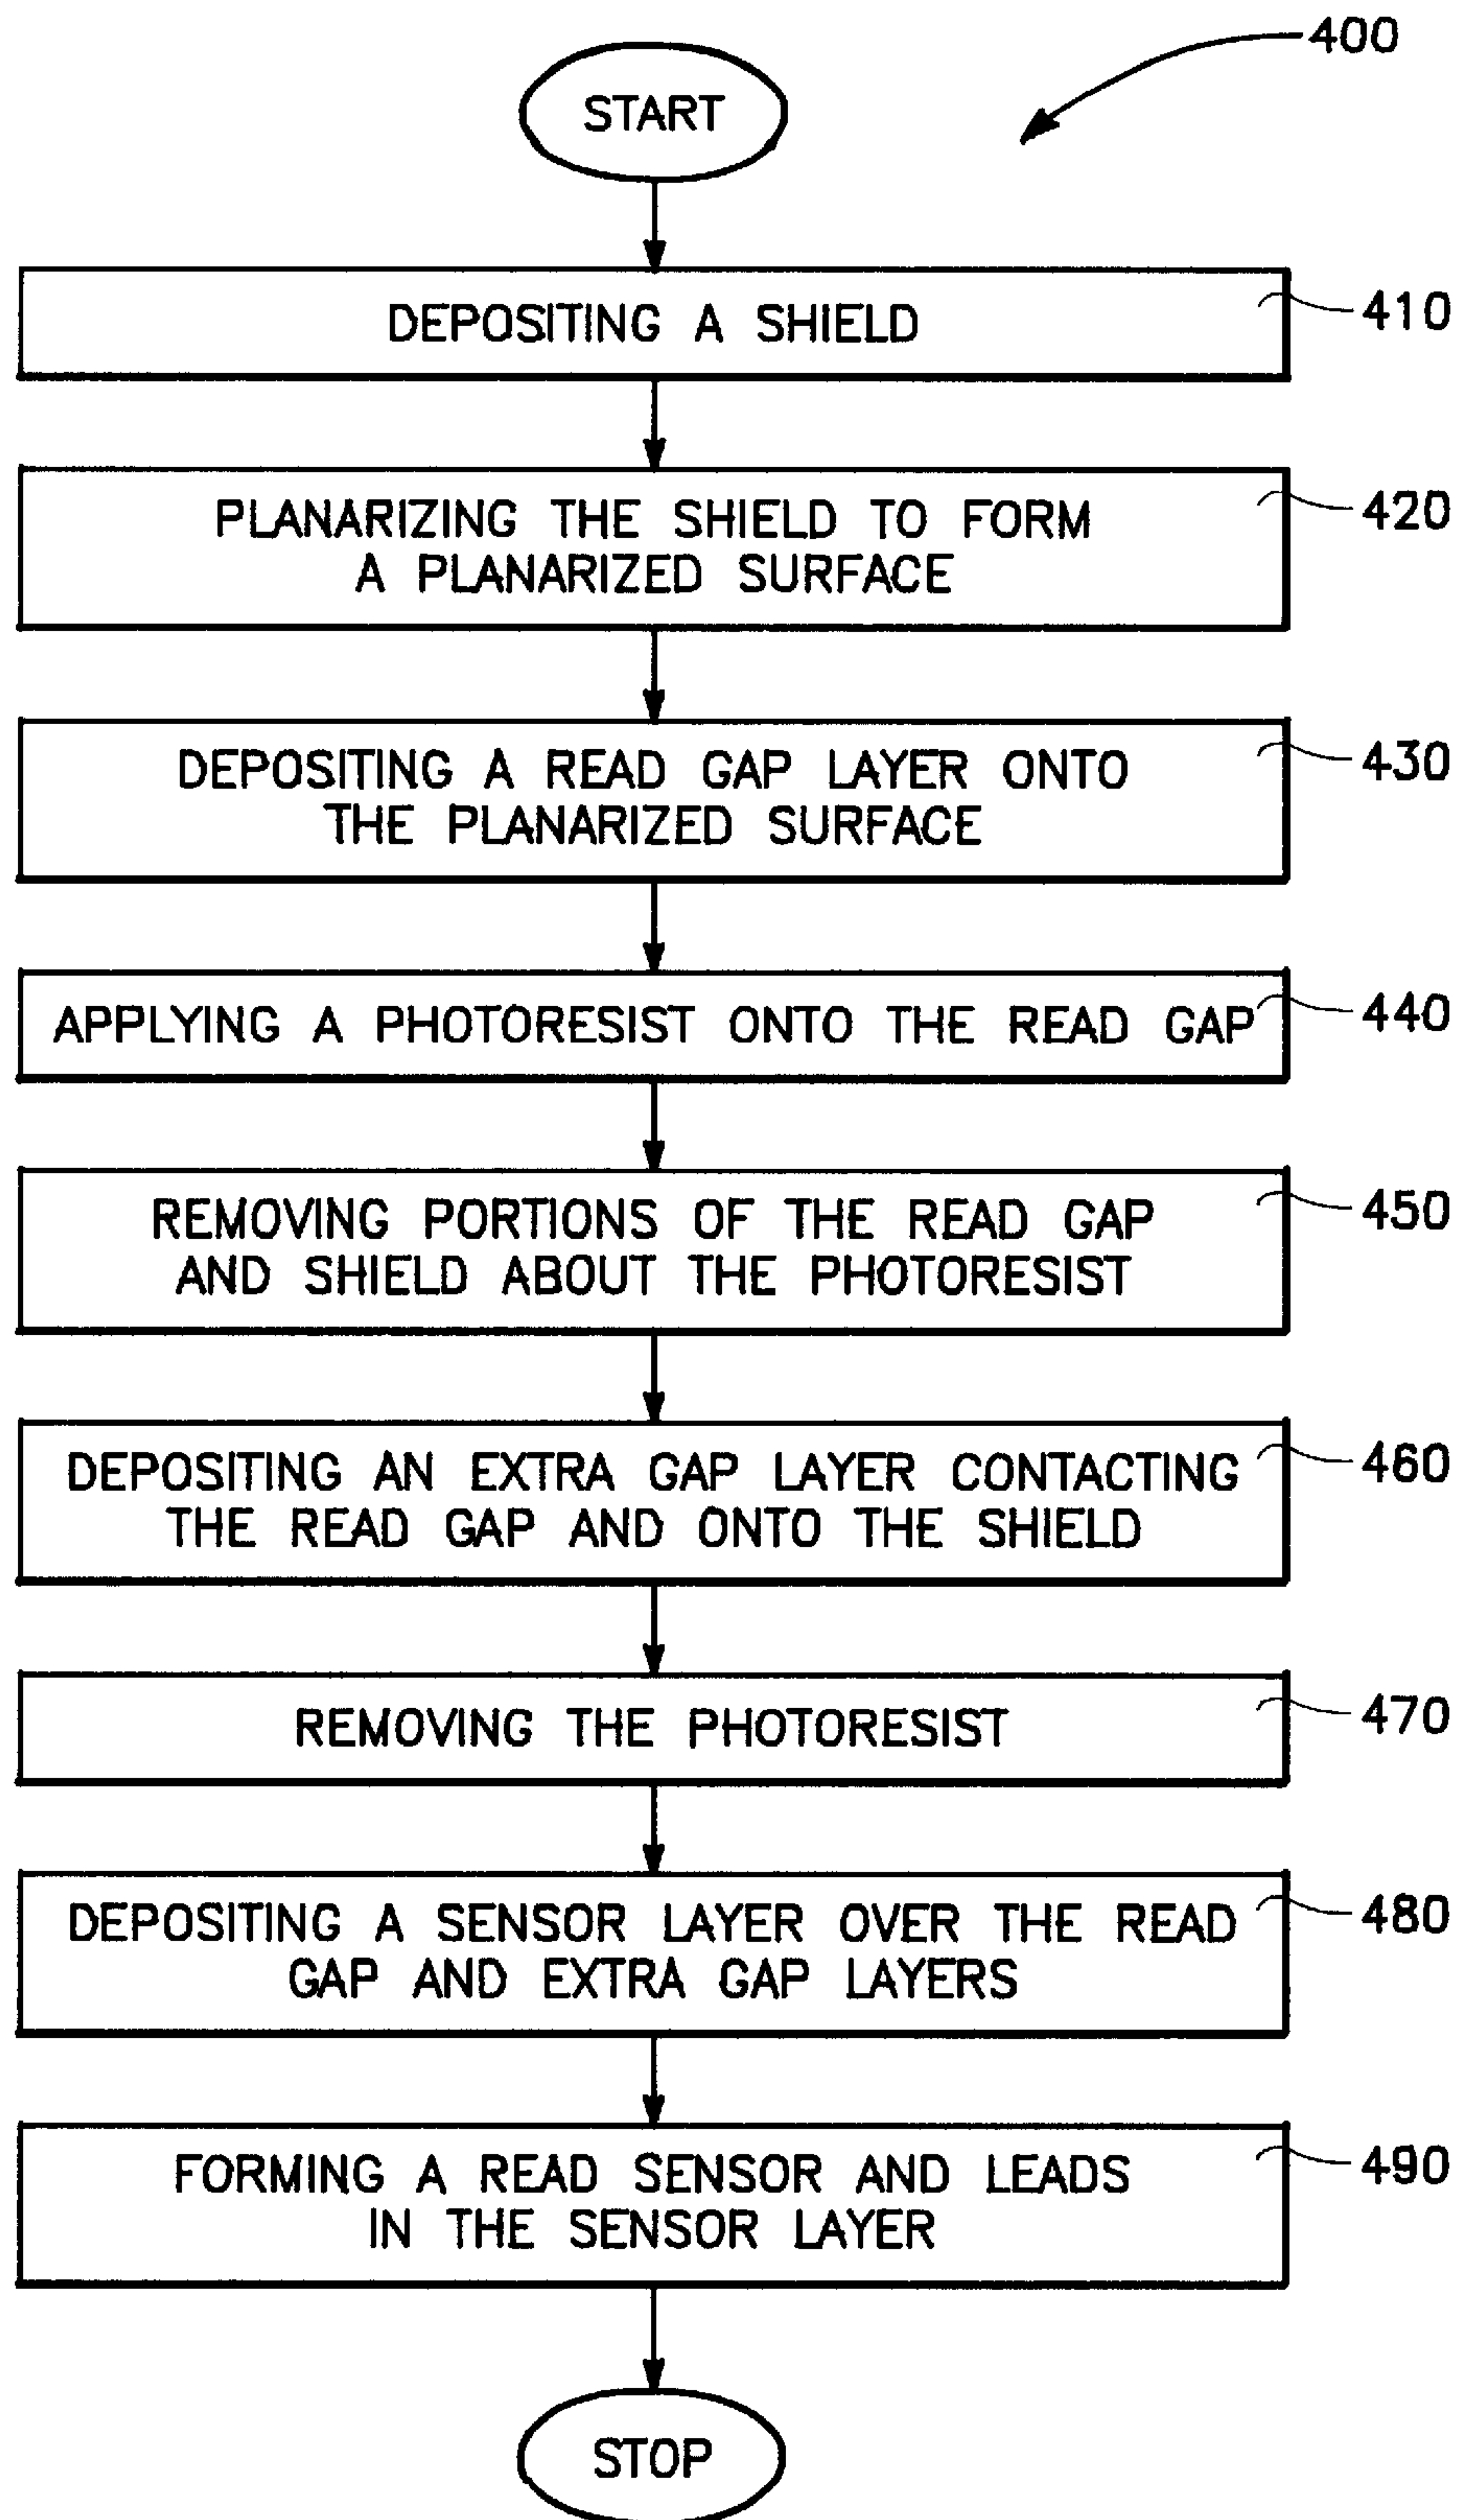 400
START
DEPOSITING A SHIELD
410
PLANARIZING THE SHIELD TO FORM
A PLANARIZED SURFACE
420
DEPOSITING A READ GAP LAYER ONTO
THE PLANARIZED SURFACE
430
APPLYING A PHOTORESIST ONTO THE READ GAP
440
REMOVING PORTIONS OF THE READ GAP
AND SHIELD ABOUT THE PHOTORESIST
450
DEPOSITING AN EXTRA GAP LAYER CONTACTING
THE READ GAP AND ONTO THE SHIELD
460
REMOVING THE PHOTORESIST
470
DEPOSITING A SENSOR LAYER OVER THE READ
GAP AND EXTRA GAP LAYERS
480
FORMING A READ SENSOR AND LEADS
IN THE SENSOR LAYER
490
STOP